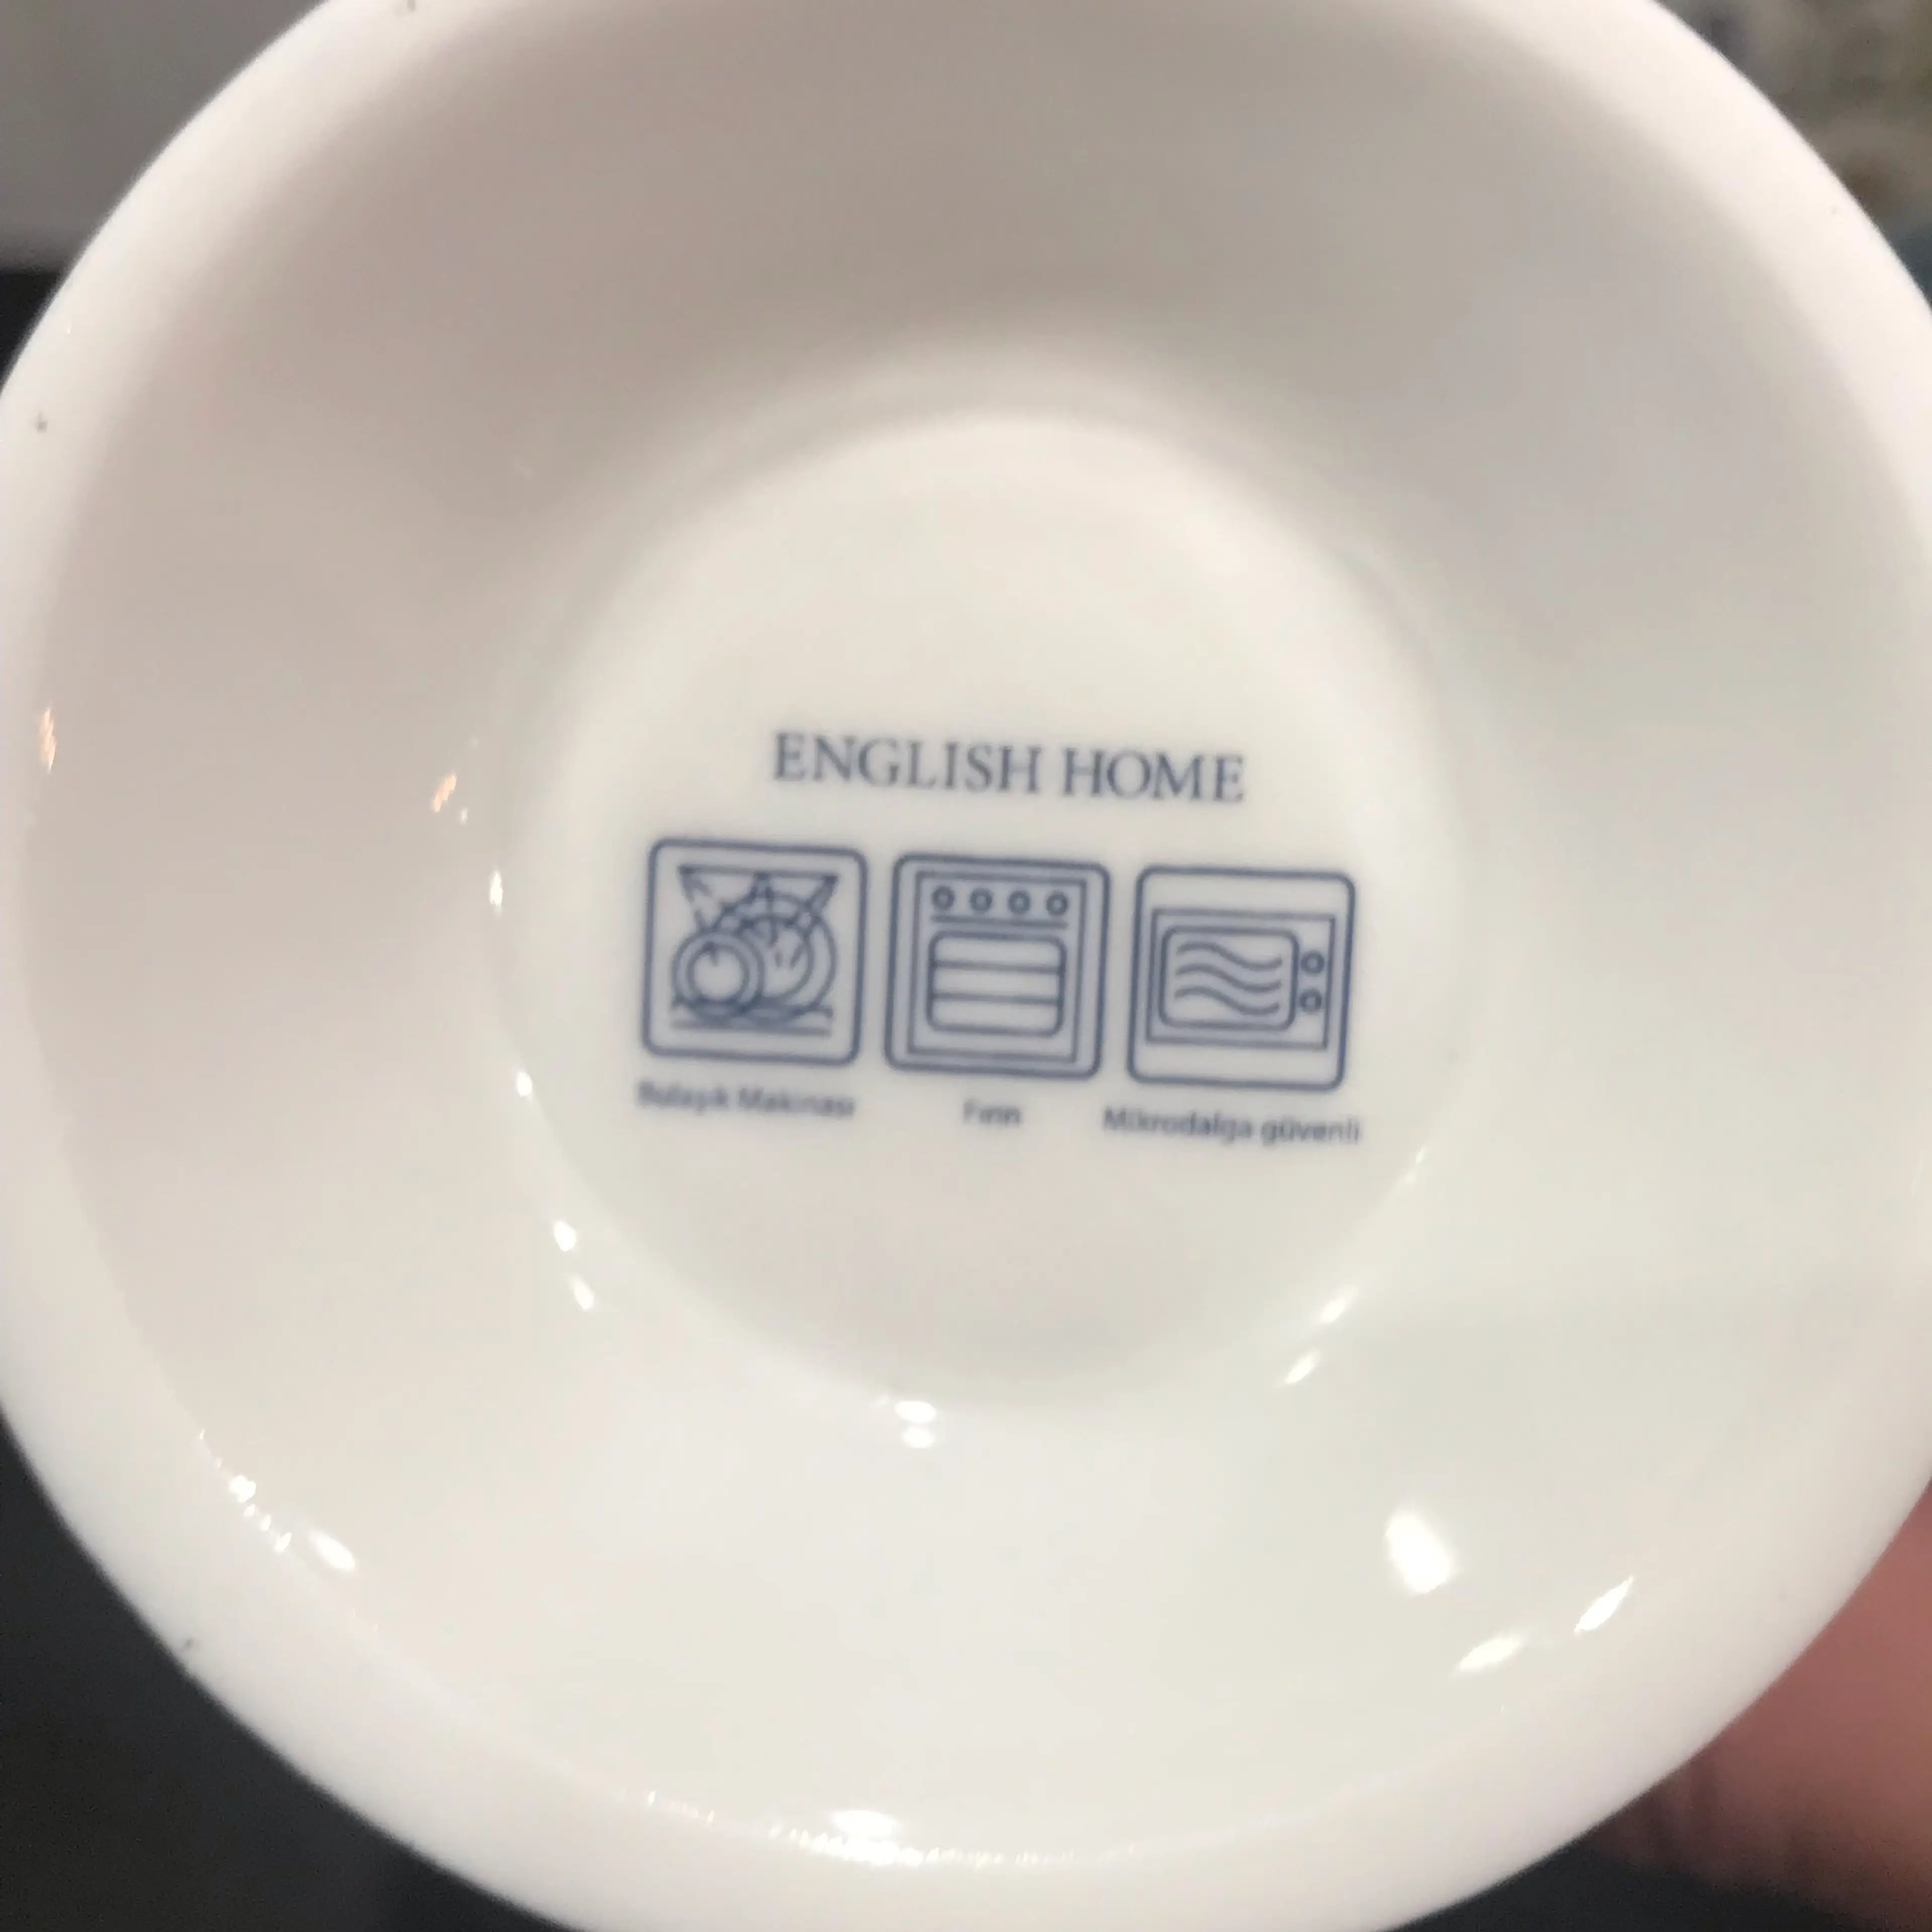 ENGLISH HOME
Bulaşık Makinası Fırın Mikrodalga güvenli